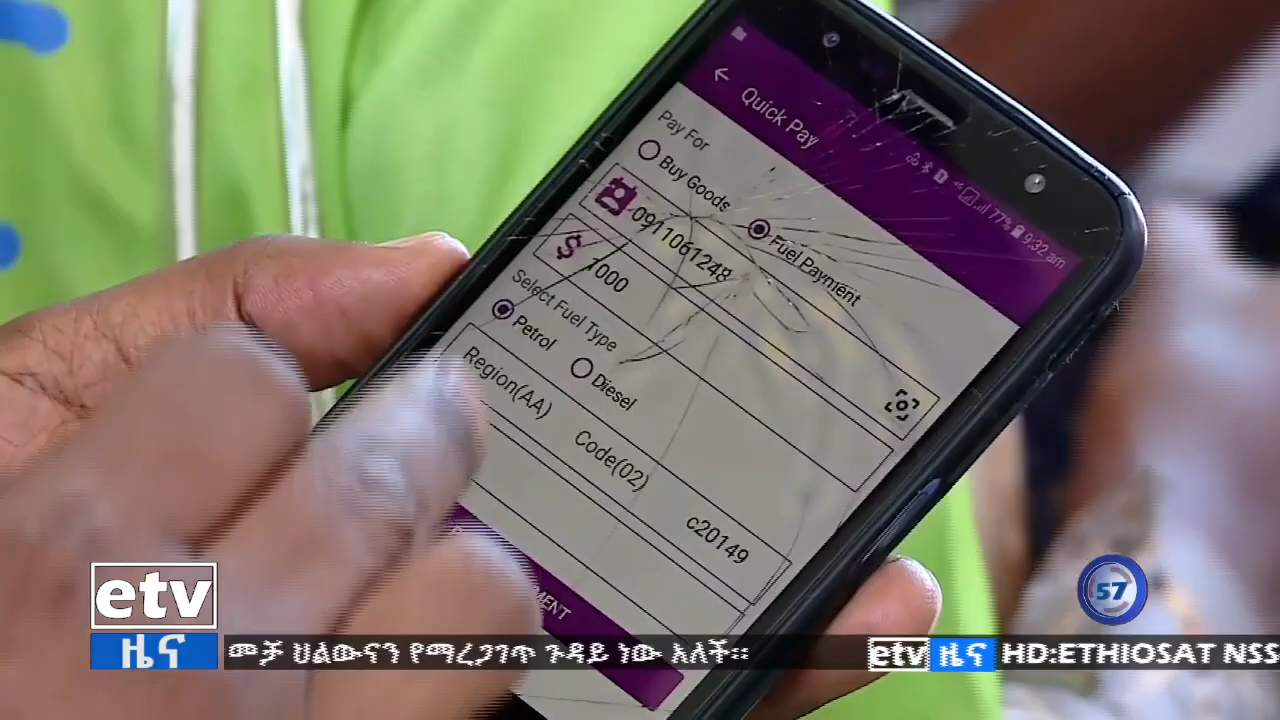 Quick Pay
77% 9:32 am
Pay For
Buy Goods
Fuel Payment
0911061248
$ 1000
Select Fuel Type
Petrol
Diesel
Region(AA)
Code(02)
c20149
etv
ዜና
57
መቻ ህልውናን የማረጋገጥ ጉዳይ ነው አለች።
etv ዜና HD:ETHIOSAT NSS